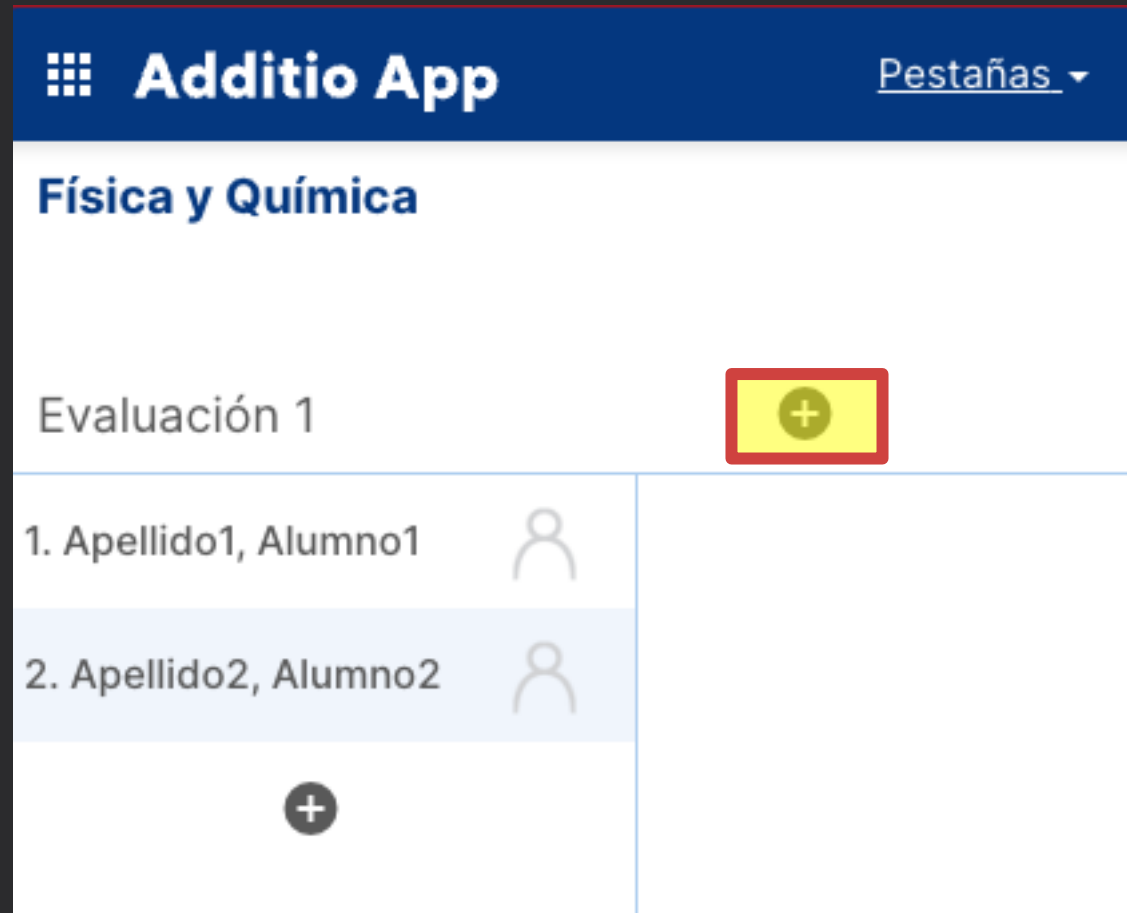 Additio App
Pestañas
Física y Química
Evaluación 1
1. Apellido1, Alumno1
2. Apellido2, Alumno2